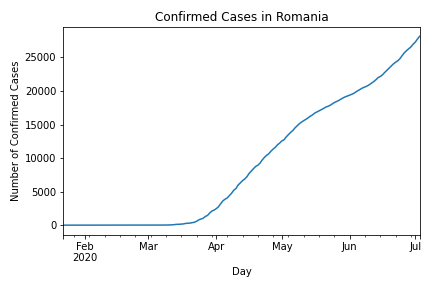 Confirmed Cases in Romania
Number of Confirmed Cases
25000
20000
15000
10000
5000
0
Feb Mar Apr May Jun Jul
2020
Day